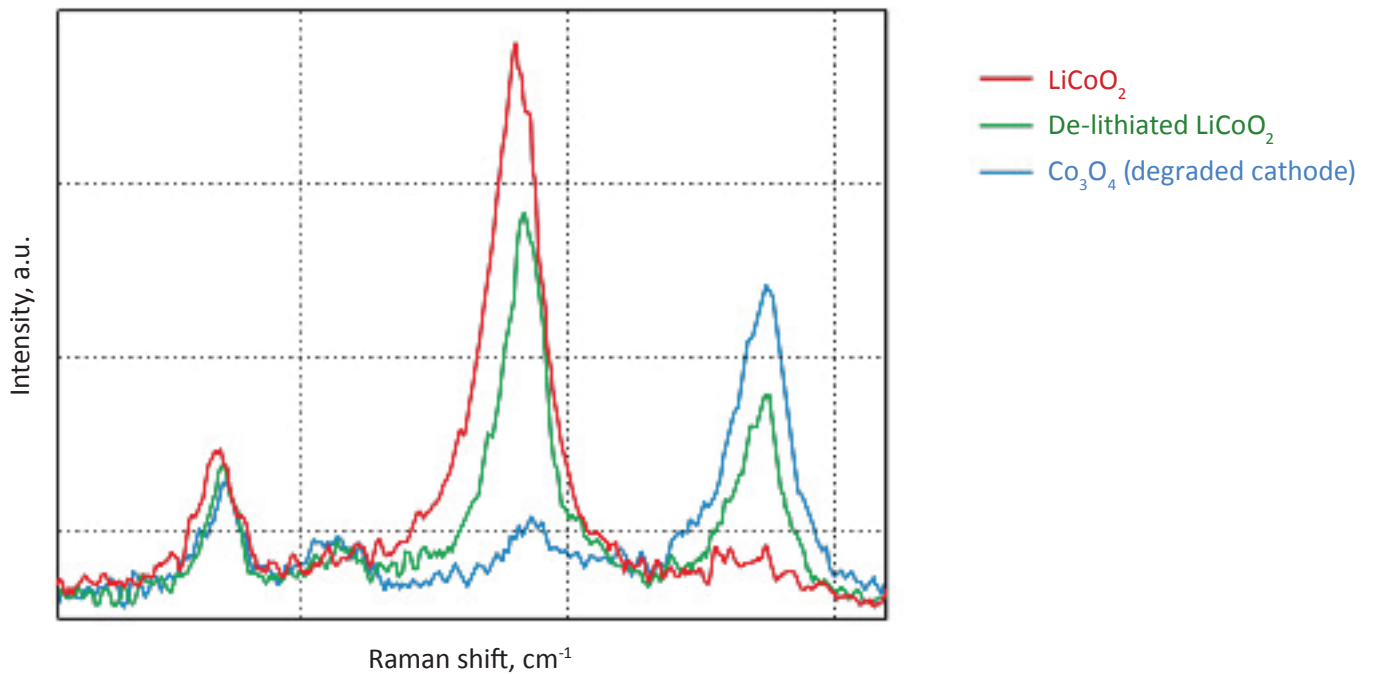 Intensity, a.u.
Raman shift, cm⁻¹
LiCoO₂
De-lithiated LiCoO₂
Co₃O₄ (degraded cathode)